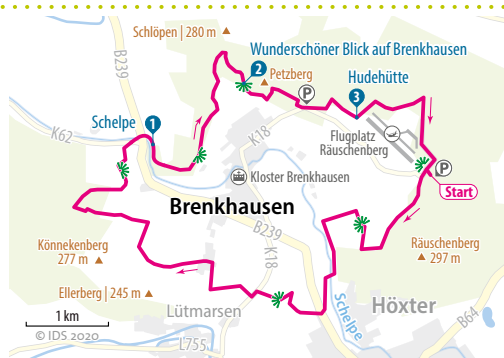 Schlöpen | 280 m
B239
Wunderschöner Blick auf Brenkhausen
2
Petzberg
P
Hudehütte
3
Schelpe
1
K62
K18
Flugplatz
Räuschenberg
P
Start
Kloster Brenkhausen
Brenkhausen
B239
K18
Könnekenberg
277 m
Räuschenberg
297 m
Ellerberg | 245 m
Lütmarsen
Schelpe
Höxter
B64
1 km
© IDS 2020
L755